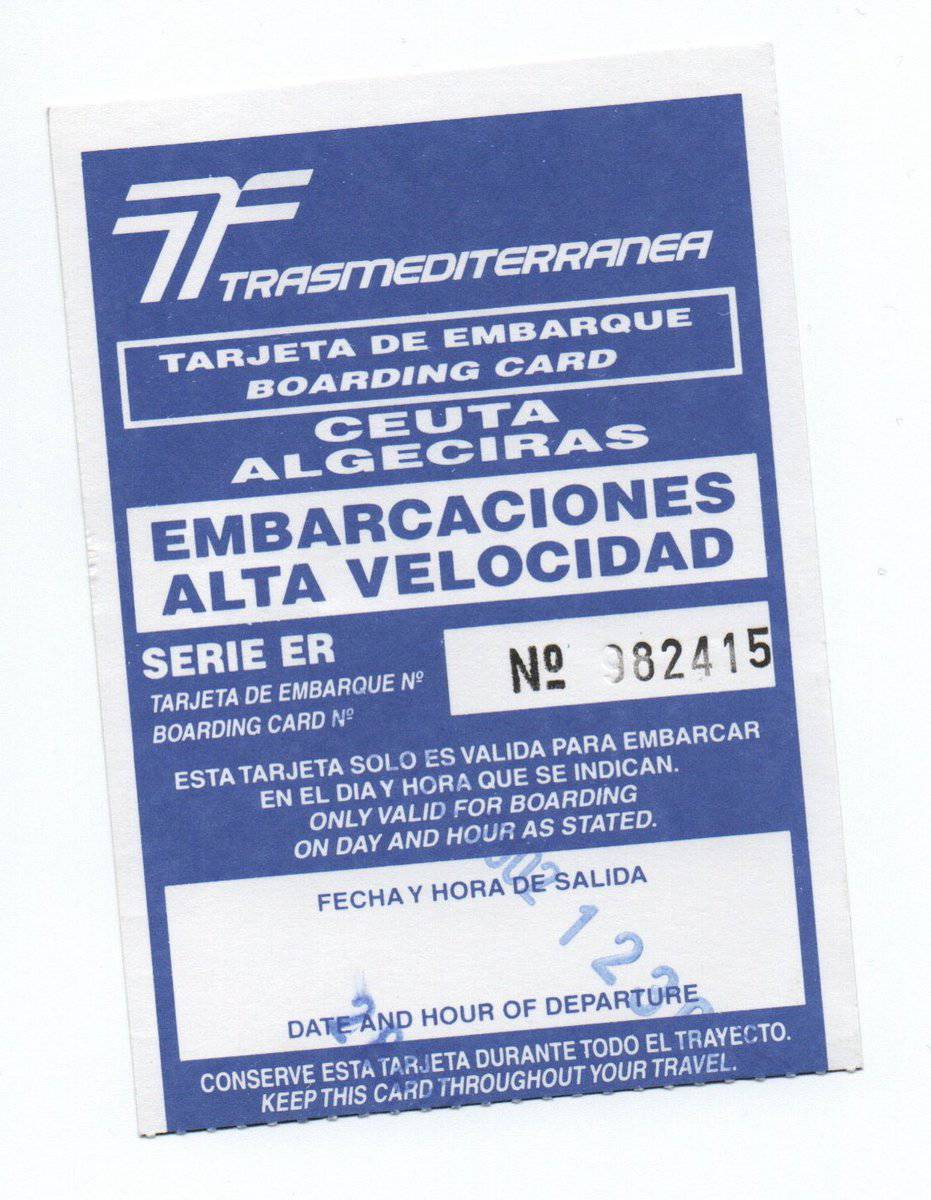 TRASMEDITERRANEA
TARJETA DE EMBARQUE
BOARDING CARD
CEUTA
ALGECIRAS
EMBARCACIONES
ALTA VELOCIDAD
SERIE ER
Nº 982415
TARJETA DE EMBARQUE Nº
BOARDING CARD Nº
ESTA TARJETA SOLO ES VALIDA PARA EMBARCAR
EN EL DIA Y HORA QUE SE INDICAN.
ONLY VALID FOR BOARDING
ON DAY AND HOUR AS STATED.
FECHA Y HORA DE SALIDA
1230
DATE AND HOUR OF DEPARTURE
CONSERVE ESTA TARJETA DURANTE TODO EL TRAYECTO.
KEEP THIS CARD THROUGHOUT YOUR TRAVEL.